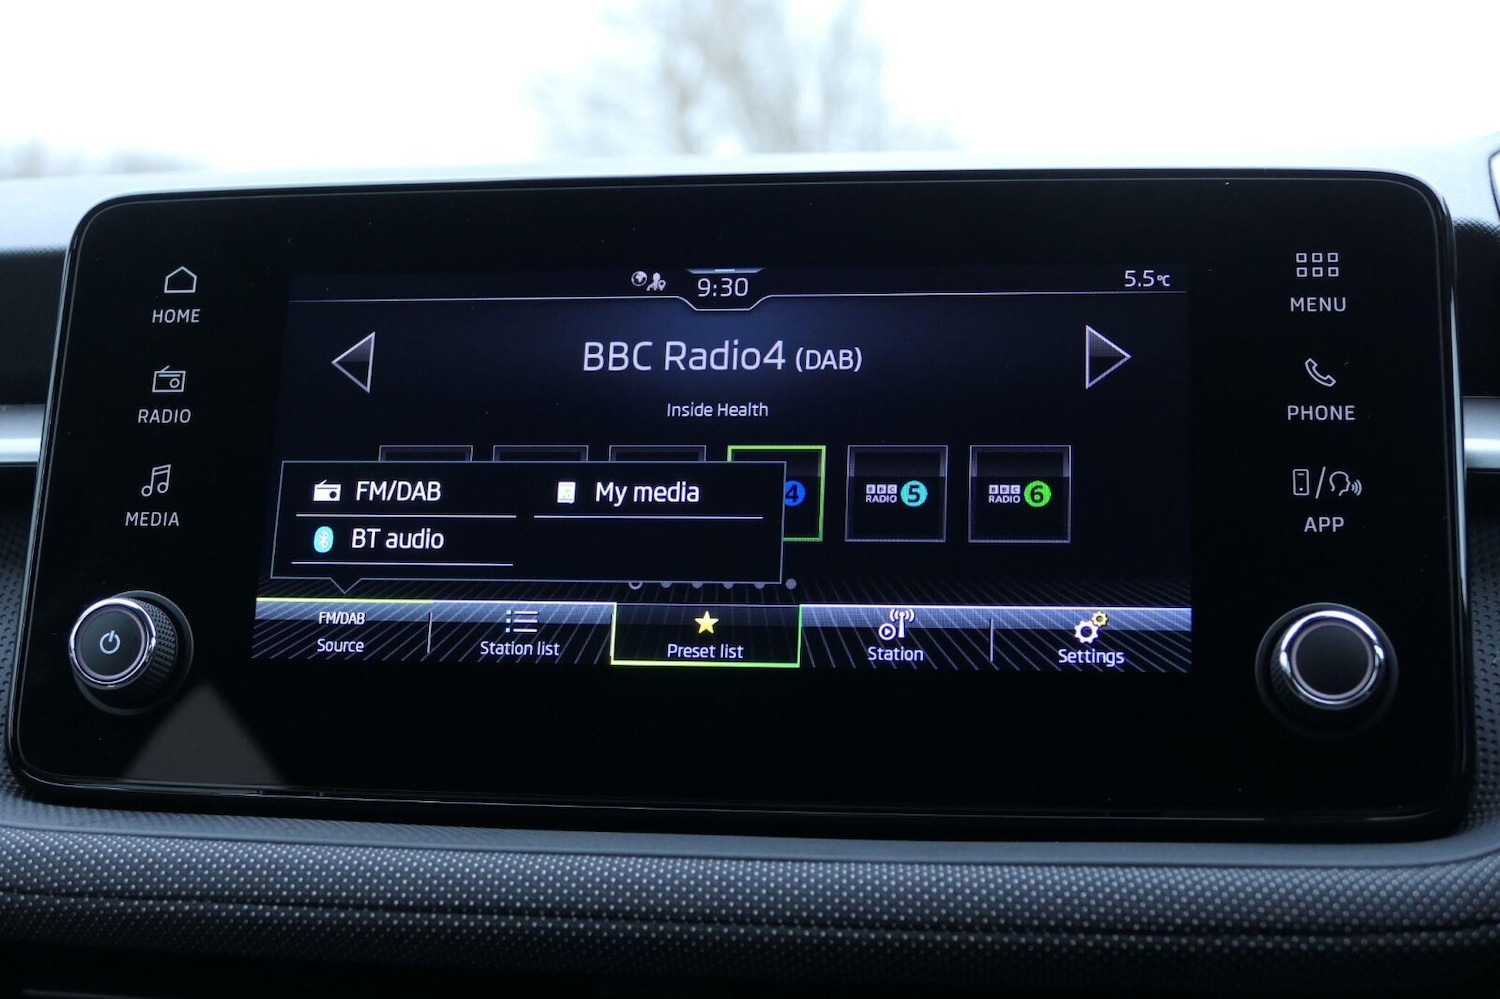 HOME
RADIO
MEDIA
9:30
5.5°C
BBC Radio4 (DAB)
Inside Health
FM/DAB
My media
BT audio
4
BBC
RADIO 5
BBC
RADIO 6
FM/DAB
Source
Station list
Preset list
Station
Settings
MENU
PHONE
APP